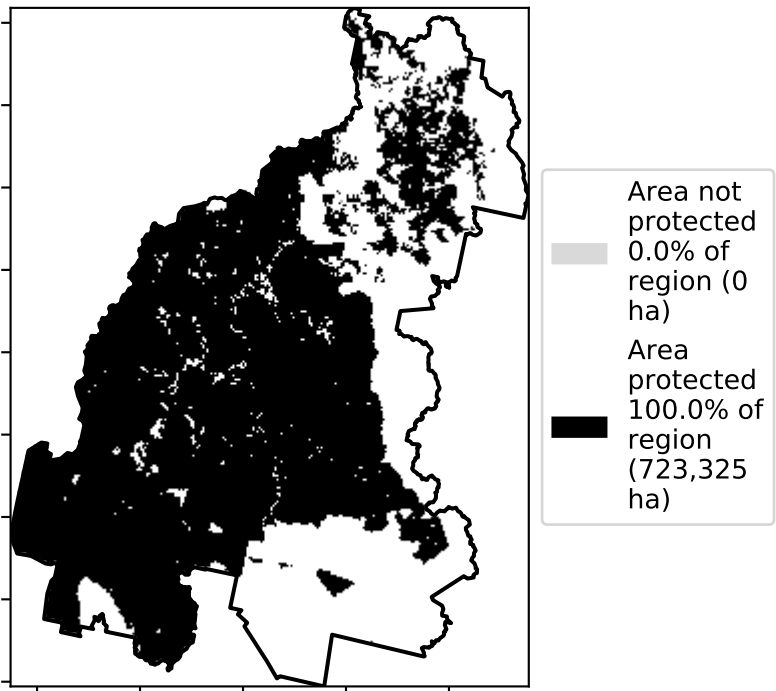 Area not
protected
0.0% of
region (0
ha)
Area
protected
100.0% of
region
(723,325
ha)